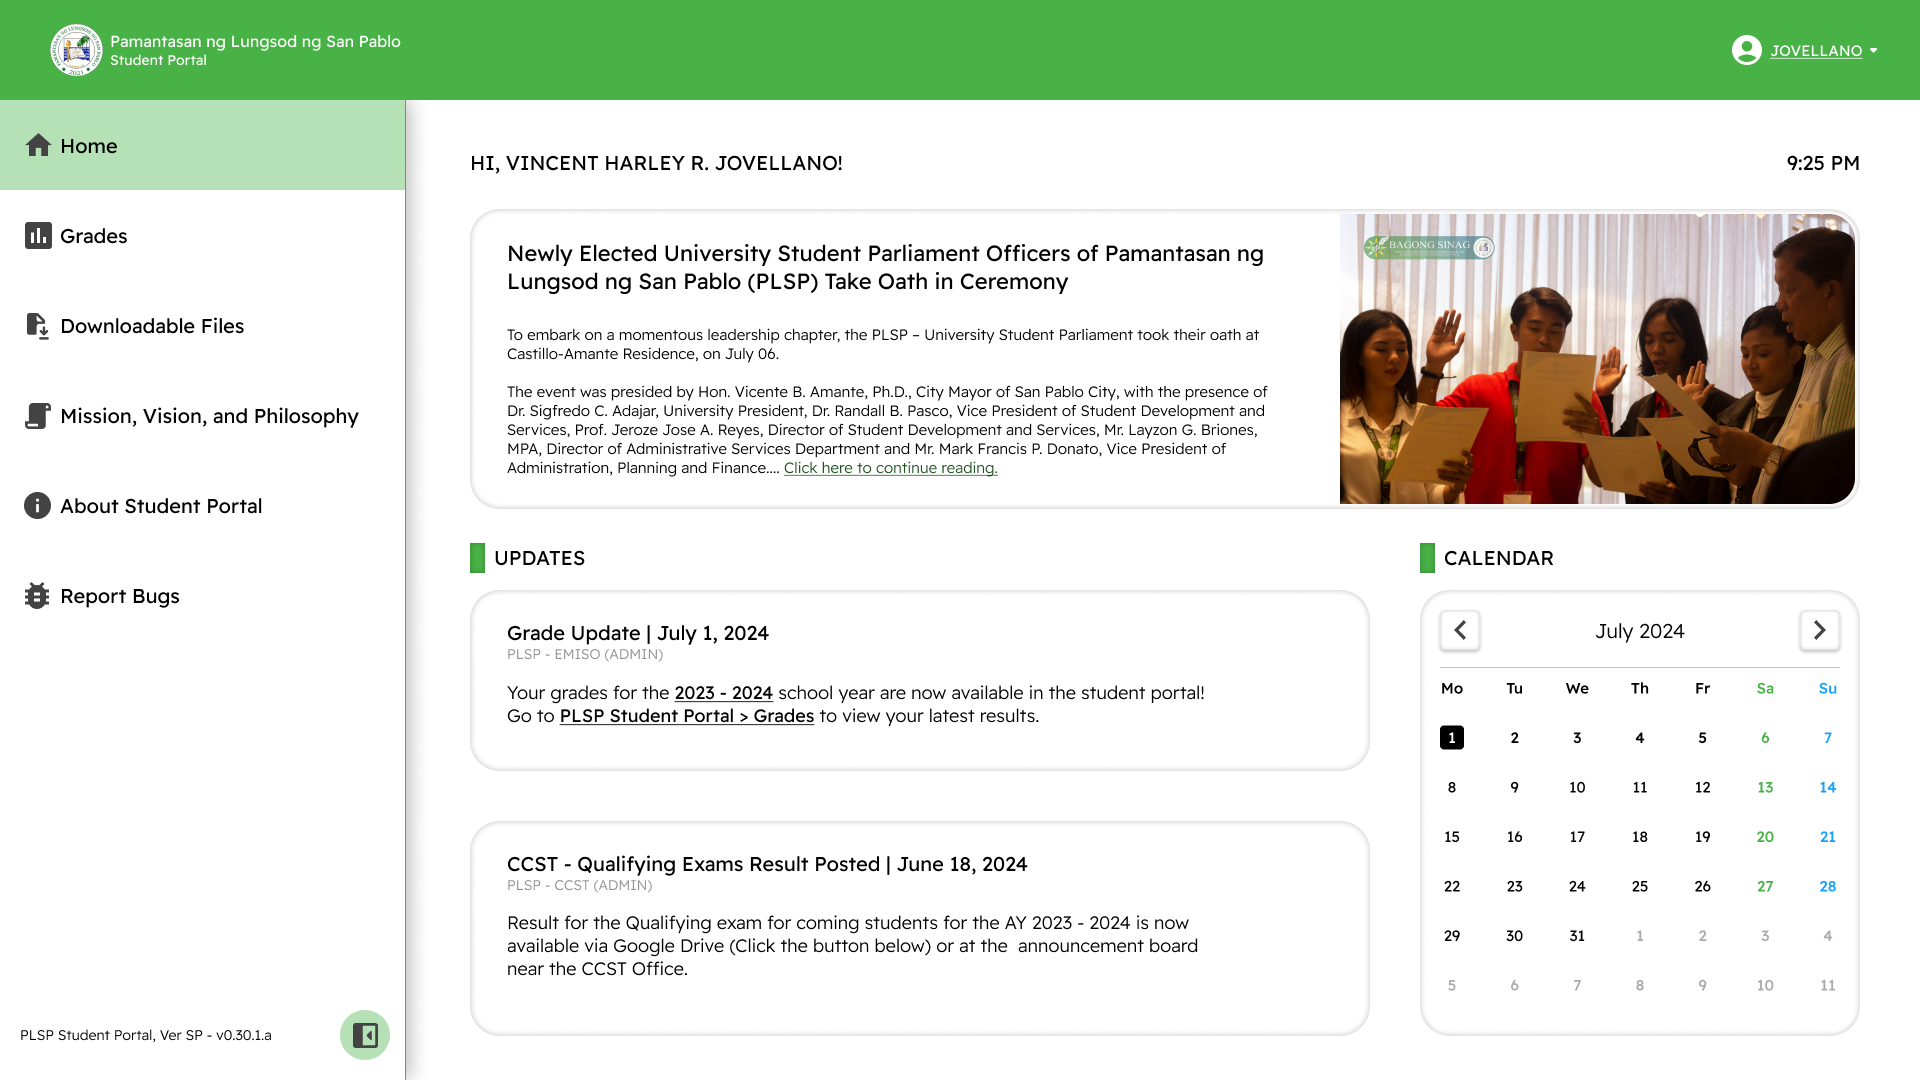 Pamantasan ng Lungsod ng San Pablo
Student Portal
JOVELLANO
Home
Grades
Downloadable Files
Mission, Vision, and Philosophy
About Student Portal
Report Bugs
PLSP Student Portal, Ver SP - v0.30.1.a
HI, VINCENT HARLEY R. JOVELLANO!
9:25 PM
Newly Elected University Student Parliament Officers of Pamantasan ng
Lungsod ng San Pablo (PLSP) Take Oath in Ceremony
To embark on a momentous leadership chapter, the PLSP – University Student Parliament took their oath at
Castillo-Amante Residence, on July 06.
The event was presided by Hon. Vicente B. Amante, Ph.D., City Mayor of San Pablo City, with the presence of
Dr. Sigfredo C. Adajar, University President, Dr. Randall B. Pasco, Vice President of Student Development and
Services, Prof. Jeroze Jose A. Reyes, Director of Student Development and Services, Mr. Layzon G. Briones,
MPA, Director of Administrative Services Department and Mr. Mark Francis P. Donato, Vice President of
Administration, Planning and Finance.... Click here to continue reading.
BAGONG SINAG
UPDATES
Grade Update | July 1, 2024
PLSP - EMISO (ADMIN)
Your grades for the 2023 - 2024 school year are now available in the student portal!
Go to PLSP Student Portal > Grades to view your latest results.
CCST - Qualifying Exams Result Posted | June 18, 2024
PLSP - CCST (ADMIN)
Result for the Qualifying exam for coming students for the AY 2023 - 2024 is now
available via Google Drive (Click the button below) or at the  announcement board
near the CCST Office.
CALENDAR
July 2024
Mo Tu We Th Fr Sa Su
1 2 3 4 5 6 7
8 9 10 11 12 13 14
15 16 17 18 19 20 21
22 23 24 25 26 27 28
29 30 31 1 2 3 4
5 6 7 8 9 10 11